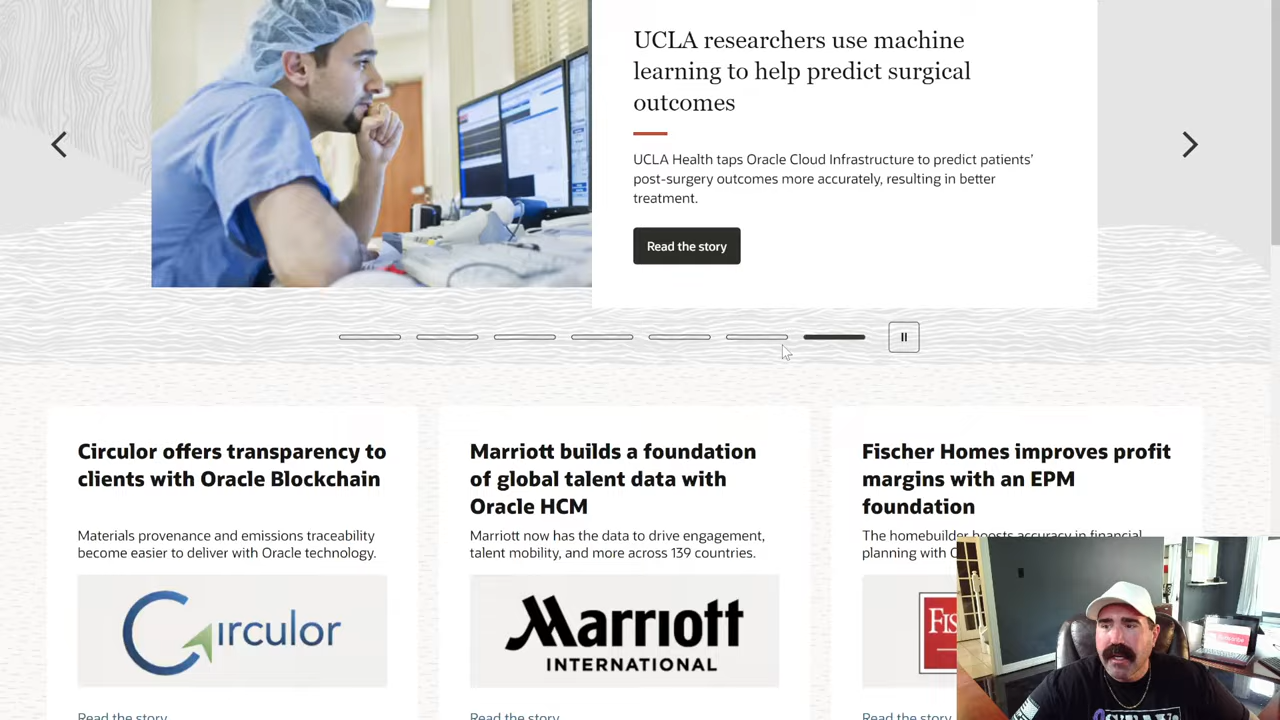 UCLA researchers use machine
learning to help predict surgical
outcomes
UCLA Health taps Oracle Cloud Infrastructure to predict patients’
post-surgery outcomes more accurately, resulting in better
treatment.
Read the story
Circulor offers transparency to
clients with Oracle Blockchain
Materials provenance and emissions traceability
become easier to deliver with Oracle technology.
Circulor
Read the story
Marriott builds a foundation
of global talent data with
Oracle HCM
Marriott now has the data to drive engagement,
talent mobility, and more across 139 countries.
Marriott
INTERNATIONAL
Read the story
Fischer Homes improves profit
margins with an EPM
foundation
The homebuilder boosts accuracy in financial
planning with
Read the story